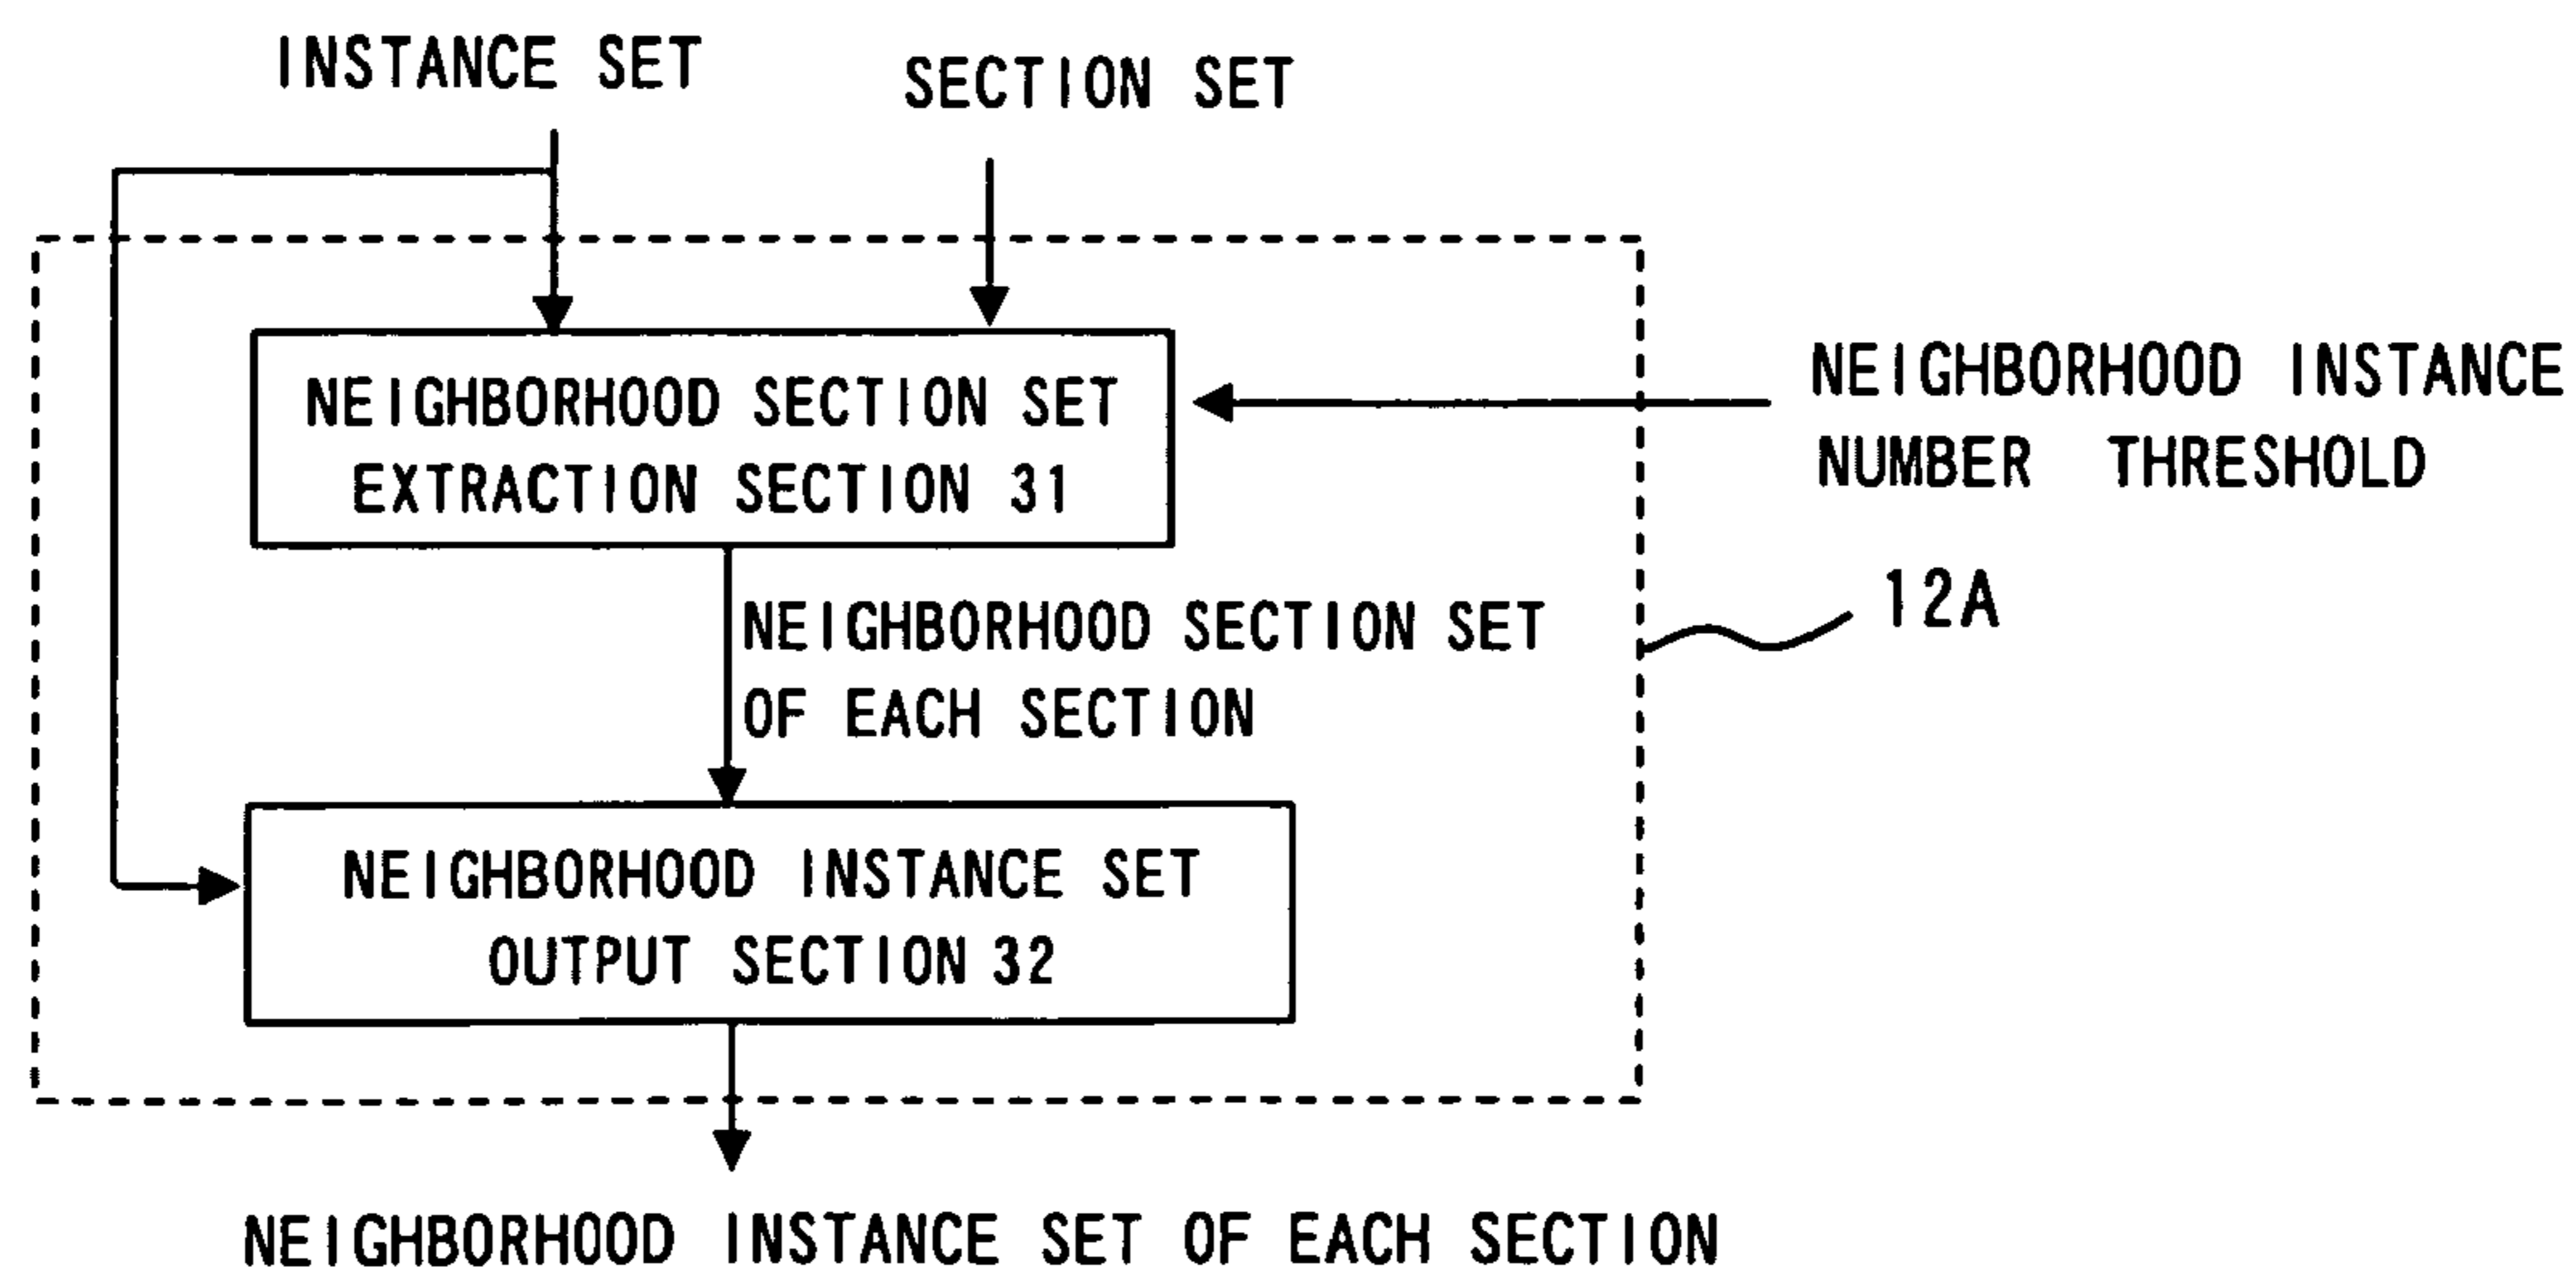 INSTANCE SET
SECTION SET
NEIGHBORHOOD SECTION SET
EXTRACTION SECTION 31
NEIGHBORHOOD INSTANCE
NUMBER THRESHOLD
12A
NEIGHBORHOOD SECTION SET
OF EACH SECTION
NEIGHBORHOOD INSTANCE SET
OUTPUT SECTION 32
NEIGHBORHOOD INSTANCE SET OF EACH SECTION